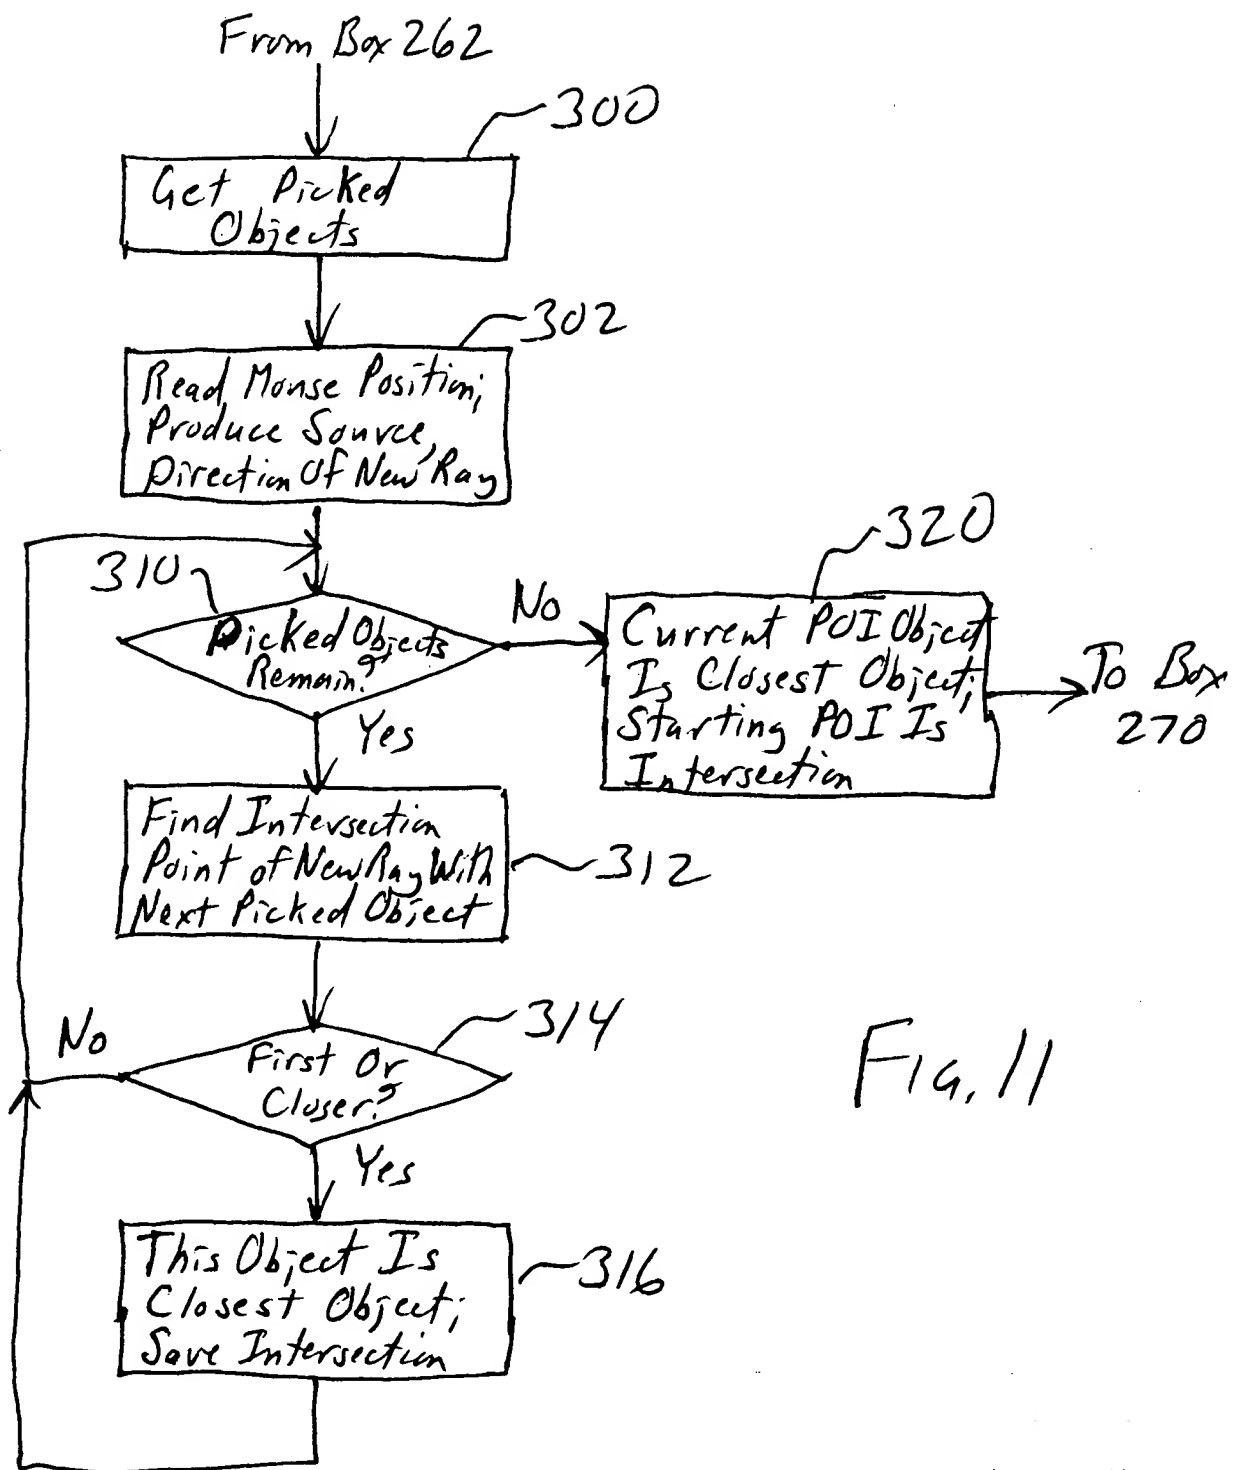 From Box 262
300
Get Picked
Objects
302
Read Mouse Position;
Produce Source,
Direction Of New Ray
310
Picked Objects
Remain?
No
320
Current POI Object
Is Closest Object;
Starting POI Is
Intersection
To Box
270
Yes
Find Intersection
Point of New Ray With
Next Picked Object
312
314
First Or
Closer?
No
Yes
This Object Is
Closest Object;
Save Intersection
316
Fig. 11